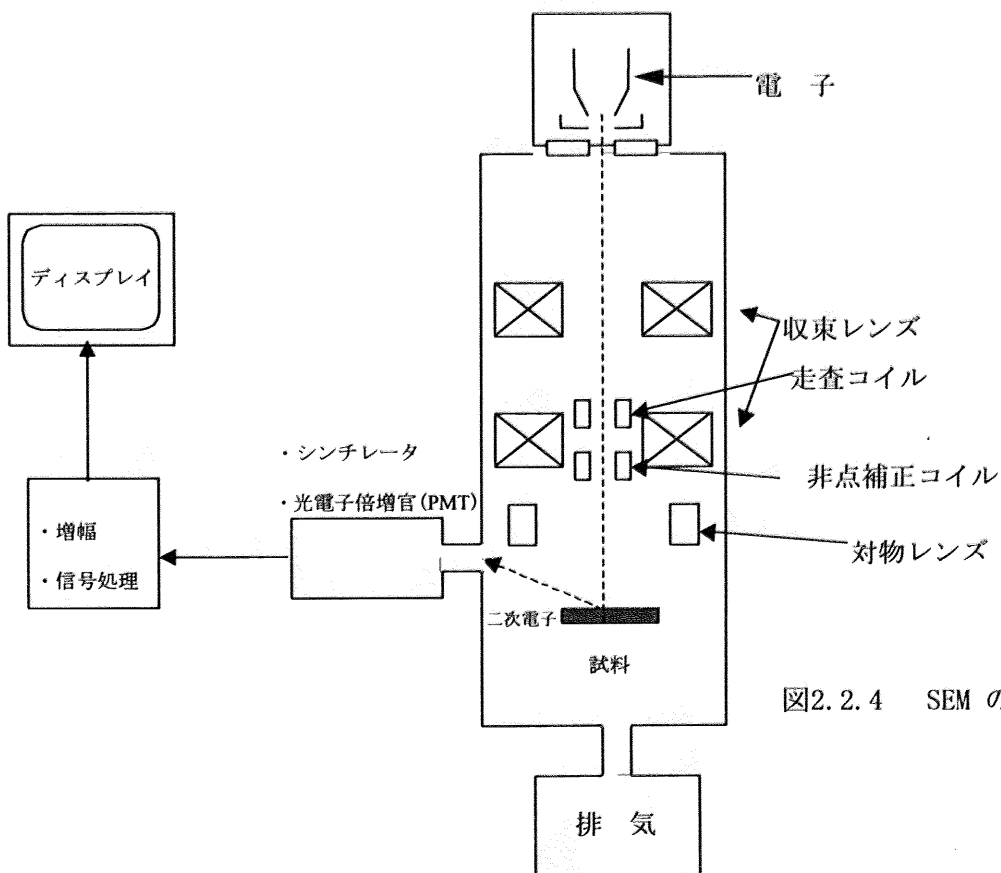 電 子
ディスプレイ
収束レンズ
走査コイル
・シンチレータ
非点補正コイル
・光電子倍増官(PMT)
・増幅
対物レンズ
・信号処理
二次電子
試料
図2.2.4 SEM の
排 気